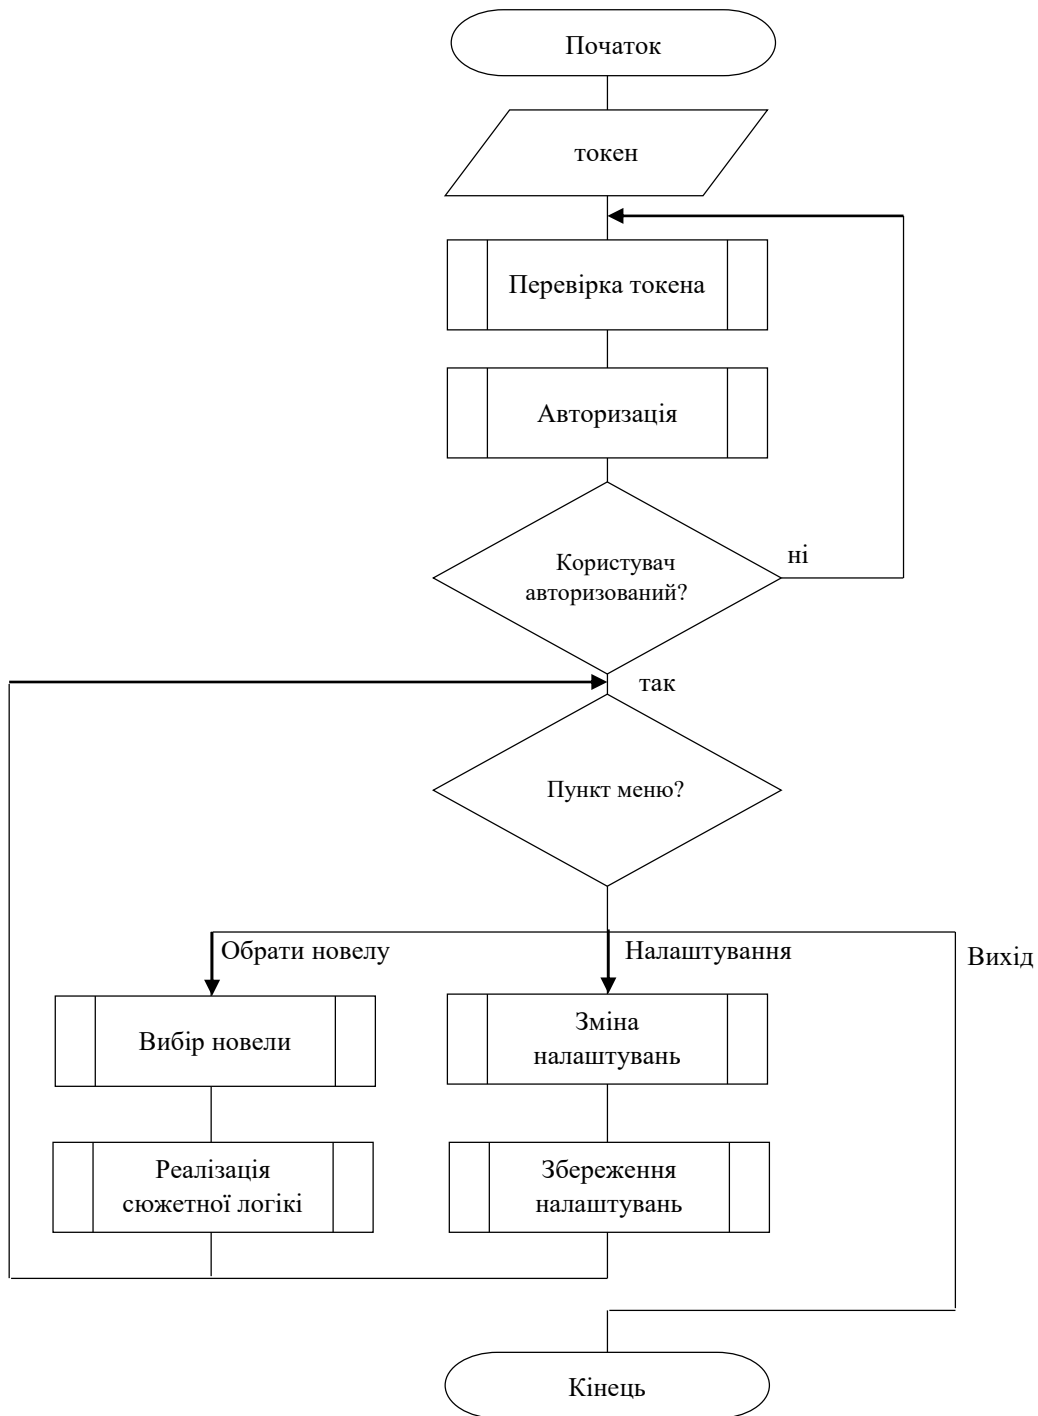 Початок
токен
Перевірка токена
Авторизація
Користувач
авторизований?
ні
так
Пункт меню?
Обрати новелу
Налаштування
Вихід
Вибір новели
Зміна
налаштувань
Реалізація
сюжетної логікі
Збереження
налаштувань
Кінець